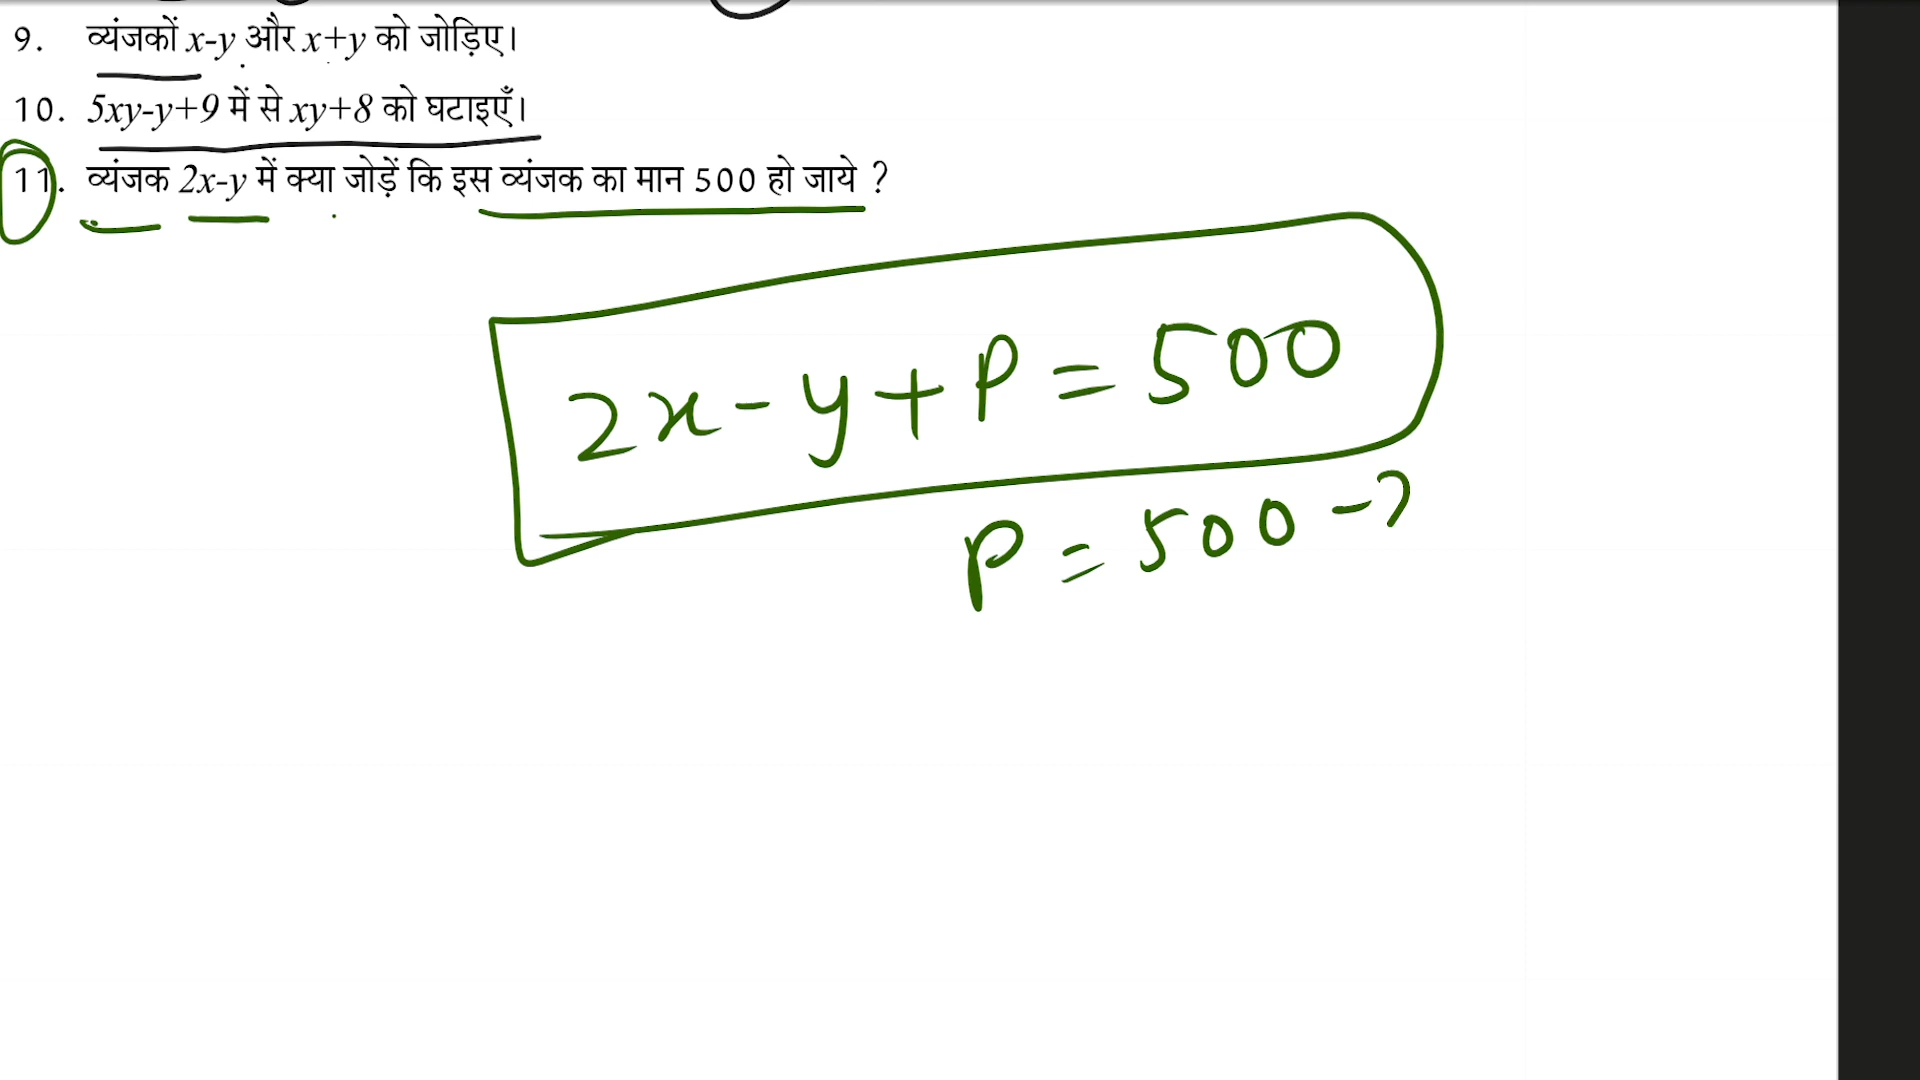 9. व्यंजकों x-y और x+y को जोड़िए।
10. 5xy-y+9 में से xy+8 को घटाइएँ।
11. व्यंजक 2x-y में क्या जोड़ें कि इस व्यंजक का मान 500 हो जाये ?
2x-y+P=500
P=500-